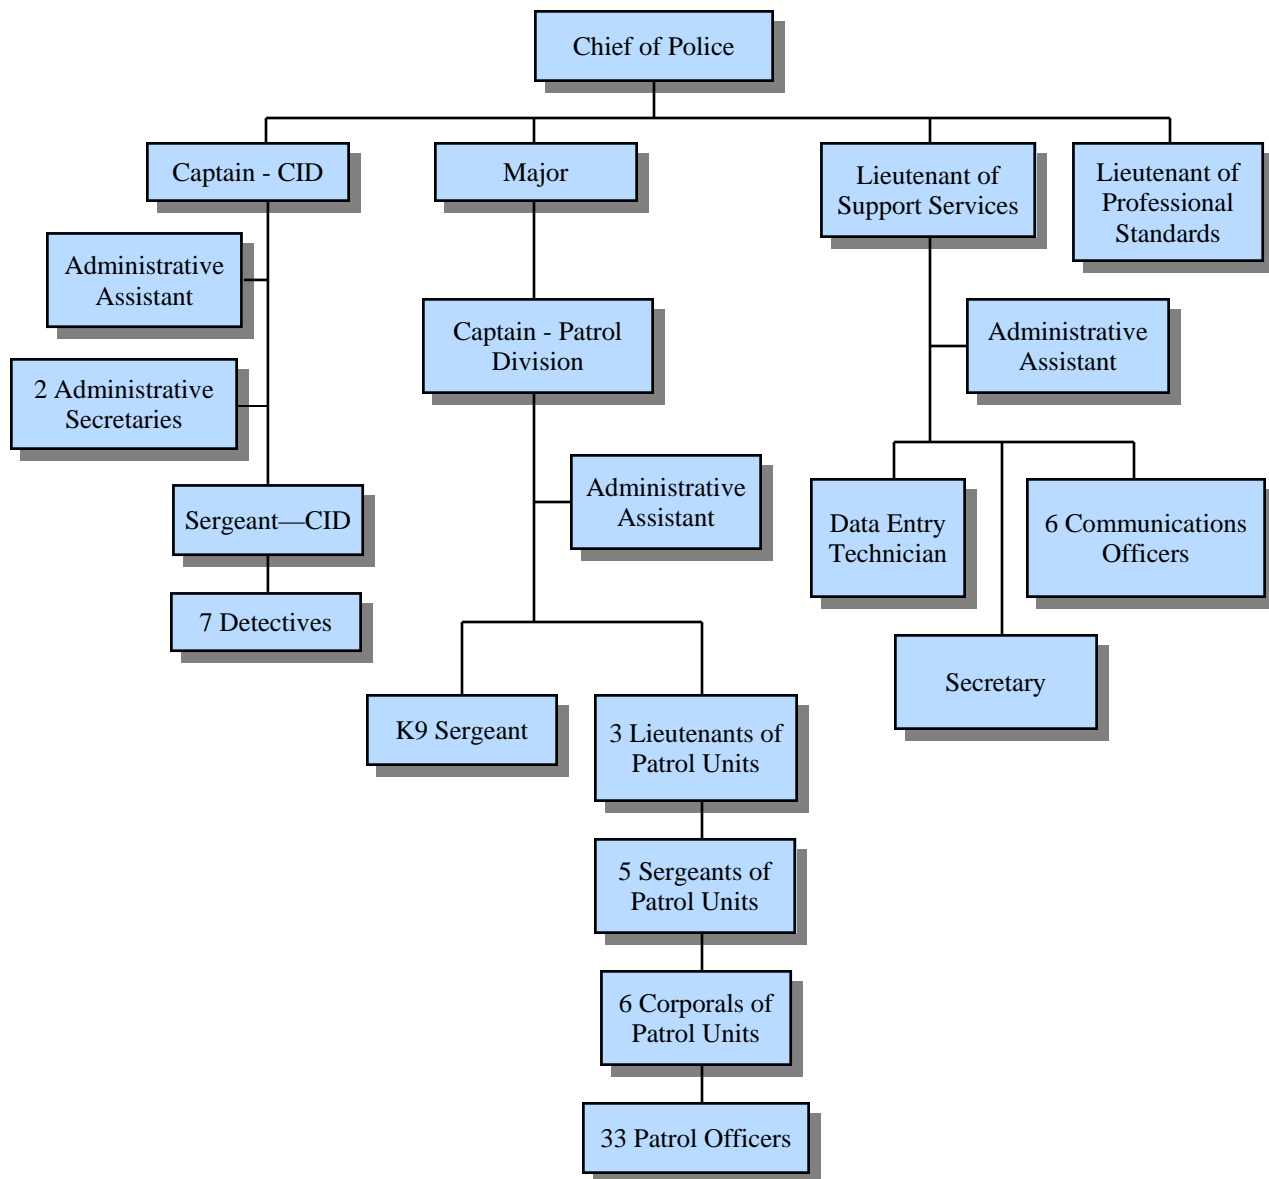 Chief of Police
Captain - CID
Major
Lieutenant of
Support Services
Lieutenant of
Professional
Standards
Administrative
Assistant
2 Administrative
Secretaries
Sergeant—CID
7 Detectives
Captain - Patrol
Division
Administrative
Assistant
K9 Sergeant
3 Lieutenants of
Patrol Units
5 Sergeants of
Patrol Units
6 Corporals of
Patrol Units
33 Patrol Officers
Administrative
Assistant
Data Entry
Technician
6 Communications
Officers
Secretary